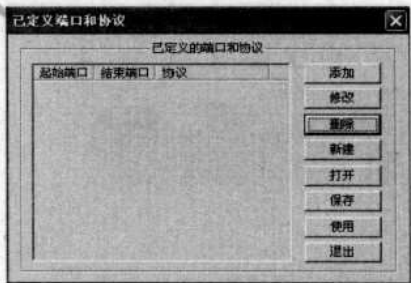 已定义端口和协议
已定义的端口和协议
起始端口 结束端口 协议
添加
修改
删除
新建
打开
保存
使用
退出